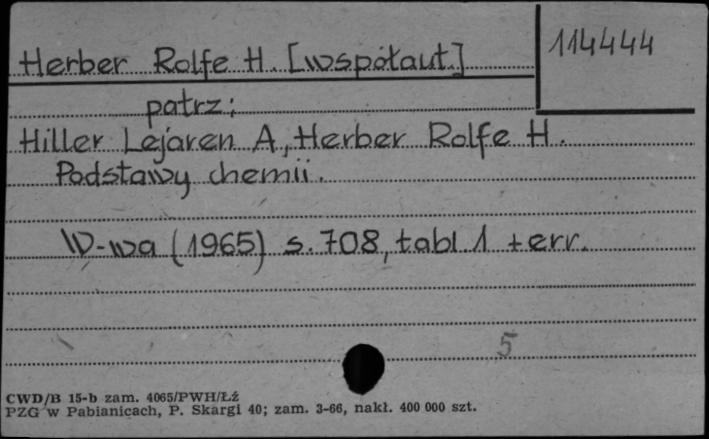 Herber Rolfe H. [współaut.]
114444
patrz:
Hiller Lejaren A., Herber Rolfe H.
Podstawy chemii.
W-wa (1965) s. 708, tabl 1 + err.
5
CWD/B 15-b zam. 4065/PWH/Łź
PZG w Pabianicach, P. Skargi 40; zam. 3-66, nakł. 400 000 szt.